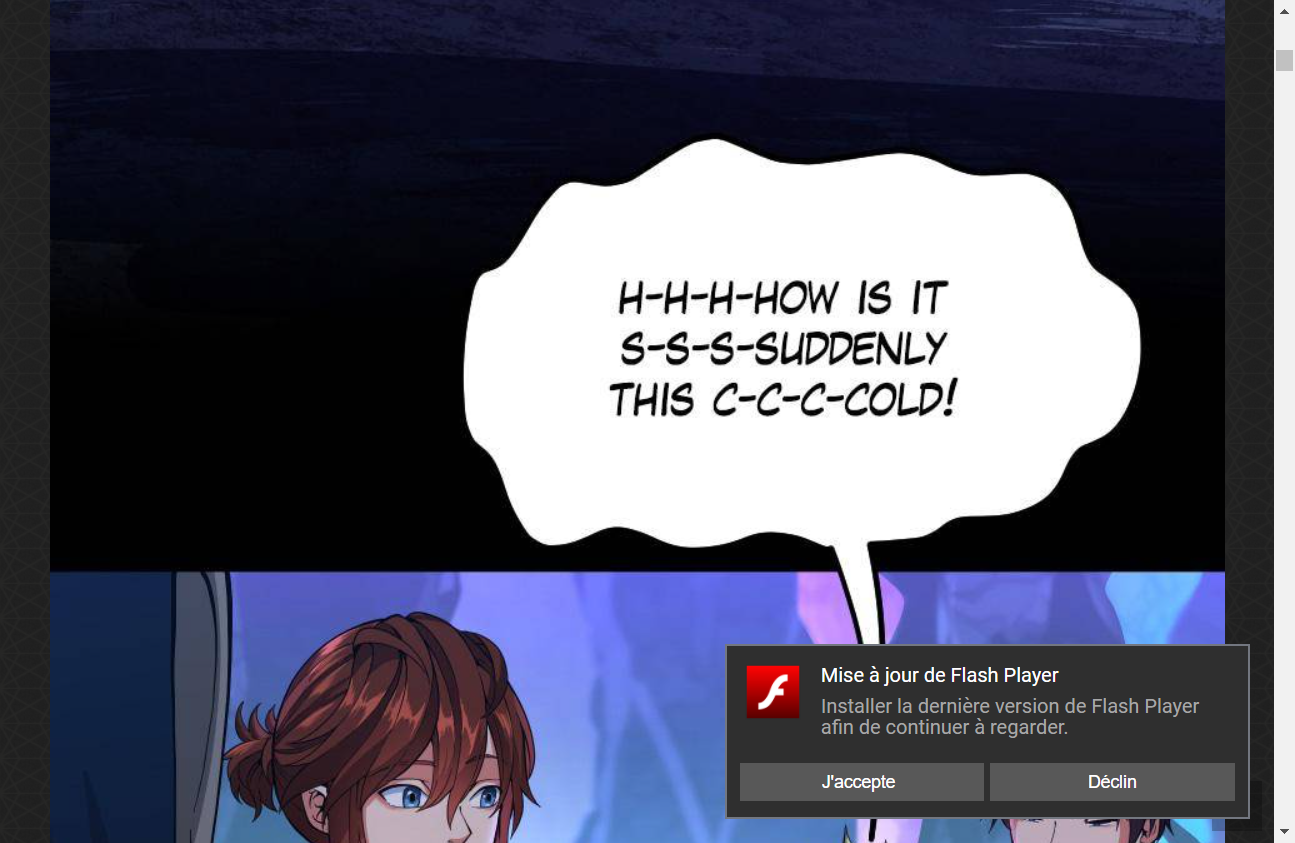 H-H-H-HOW IS IT
S-S-S-SUDDENLY
THIS C-C-C-COLD!
Mise à jour de Flash Player
Installer la dernière version de Flash Player
afin de continuer à regarder.
J'accepte
Déclin